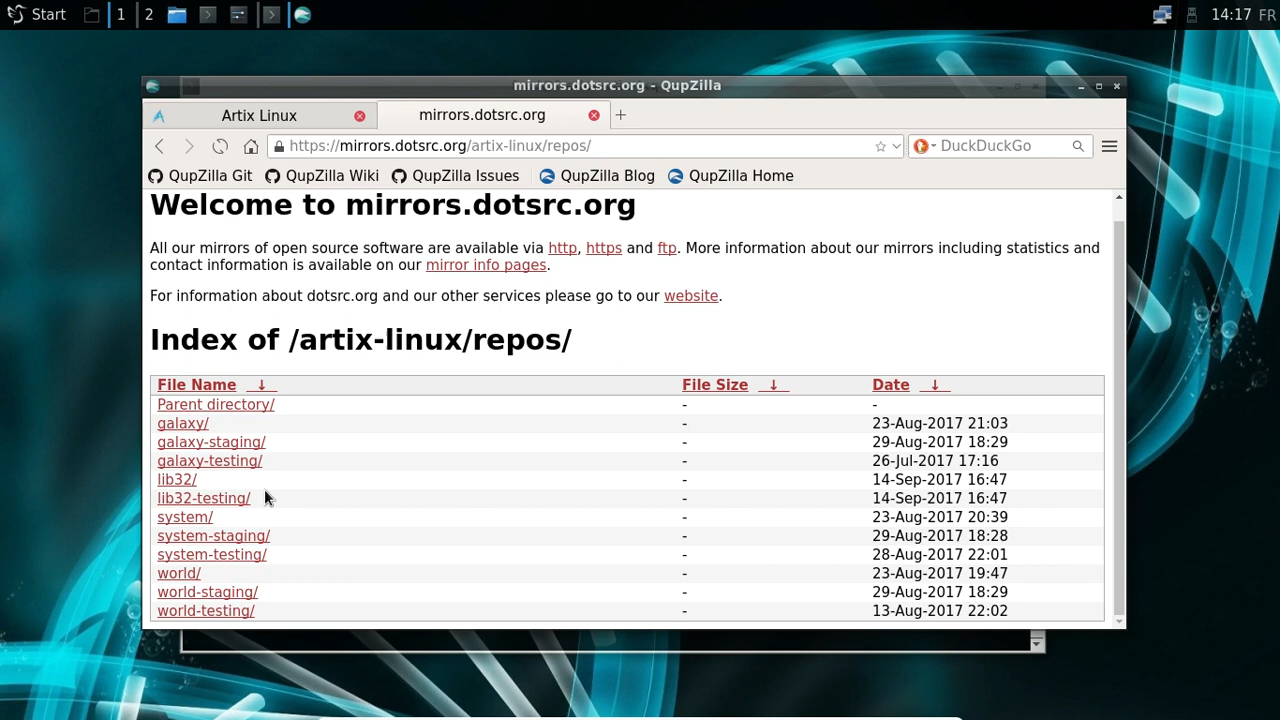 Start 1 2 14:17 FR
mirrors.dotsrc.org - QupZilla
Artix Linux mirrors.dotsrc.org
https://mirrors.dotsrc.org/artix-linux/repos/ DuckDuckGo
QupZilla Git QupZilla Wiki QupZilla Issues QupZilla Blog QupZilla Home
Welcome to mirrors.dotsrc.org
All our mirrors of open source software are available via http, https and ftp. More information about our mirrors including statistics and
contact information is available on our mirror info pages.
For information about dotsrc.org and our other services please go to our website.
Index of /artix-linux/repos/
File Name ↓ File Size ↓ Date ↓
Parent directory/ - -
galaxy/ - 23-Aug-2017 21:03
galaxy-staging/ - 29-Aug-2017 18:29
galaxy-testing/ - 26-Jul-2017 17:16
lib32/ - 14-Sep-2017 16:47
lib32-testing/ - 14-Sep-2017 16:47
system/ - 23-Aug-2017 20:39
system-staging/ - 29-Aug-2017 18:28
system-testing/ - 28-Aug-2017 22:01
world/ - 23-Aug-2017 19:47
world-staging/ - 29-Aug-2017 18:29
world-testing/ - 13-Aug-2017 22:02